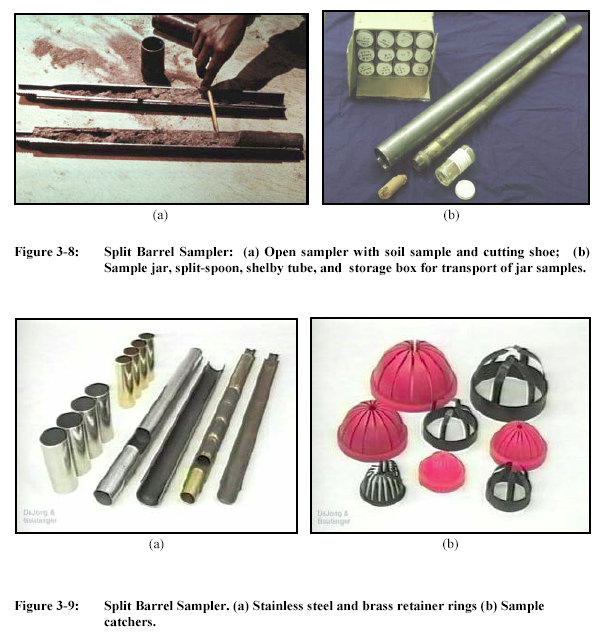 (a)
(b)
Figure 3-8: Split Barrel Sampler: (a) Open sampler with soil sample and cutting shoe; (b)
Sample jar, split-spoon, shelby tube, and storage box for transport of jar samples.
DeJong &
Boulanger
DeJong &
Boulanger
(a)
(b)
Figure 3-9: Split Barrel Sampler. (a) Stainless steel and brass retainer rings (b) Sample
catchers.